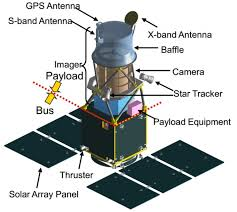 GPS Antenna
S-band Antenna
X-band Antenna
Baffle
Imager
Payload
Camera
Star Tracker
Bus
Payload Equipment
Thruster
Solar Array Panel